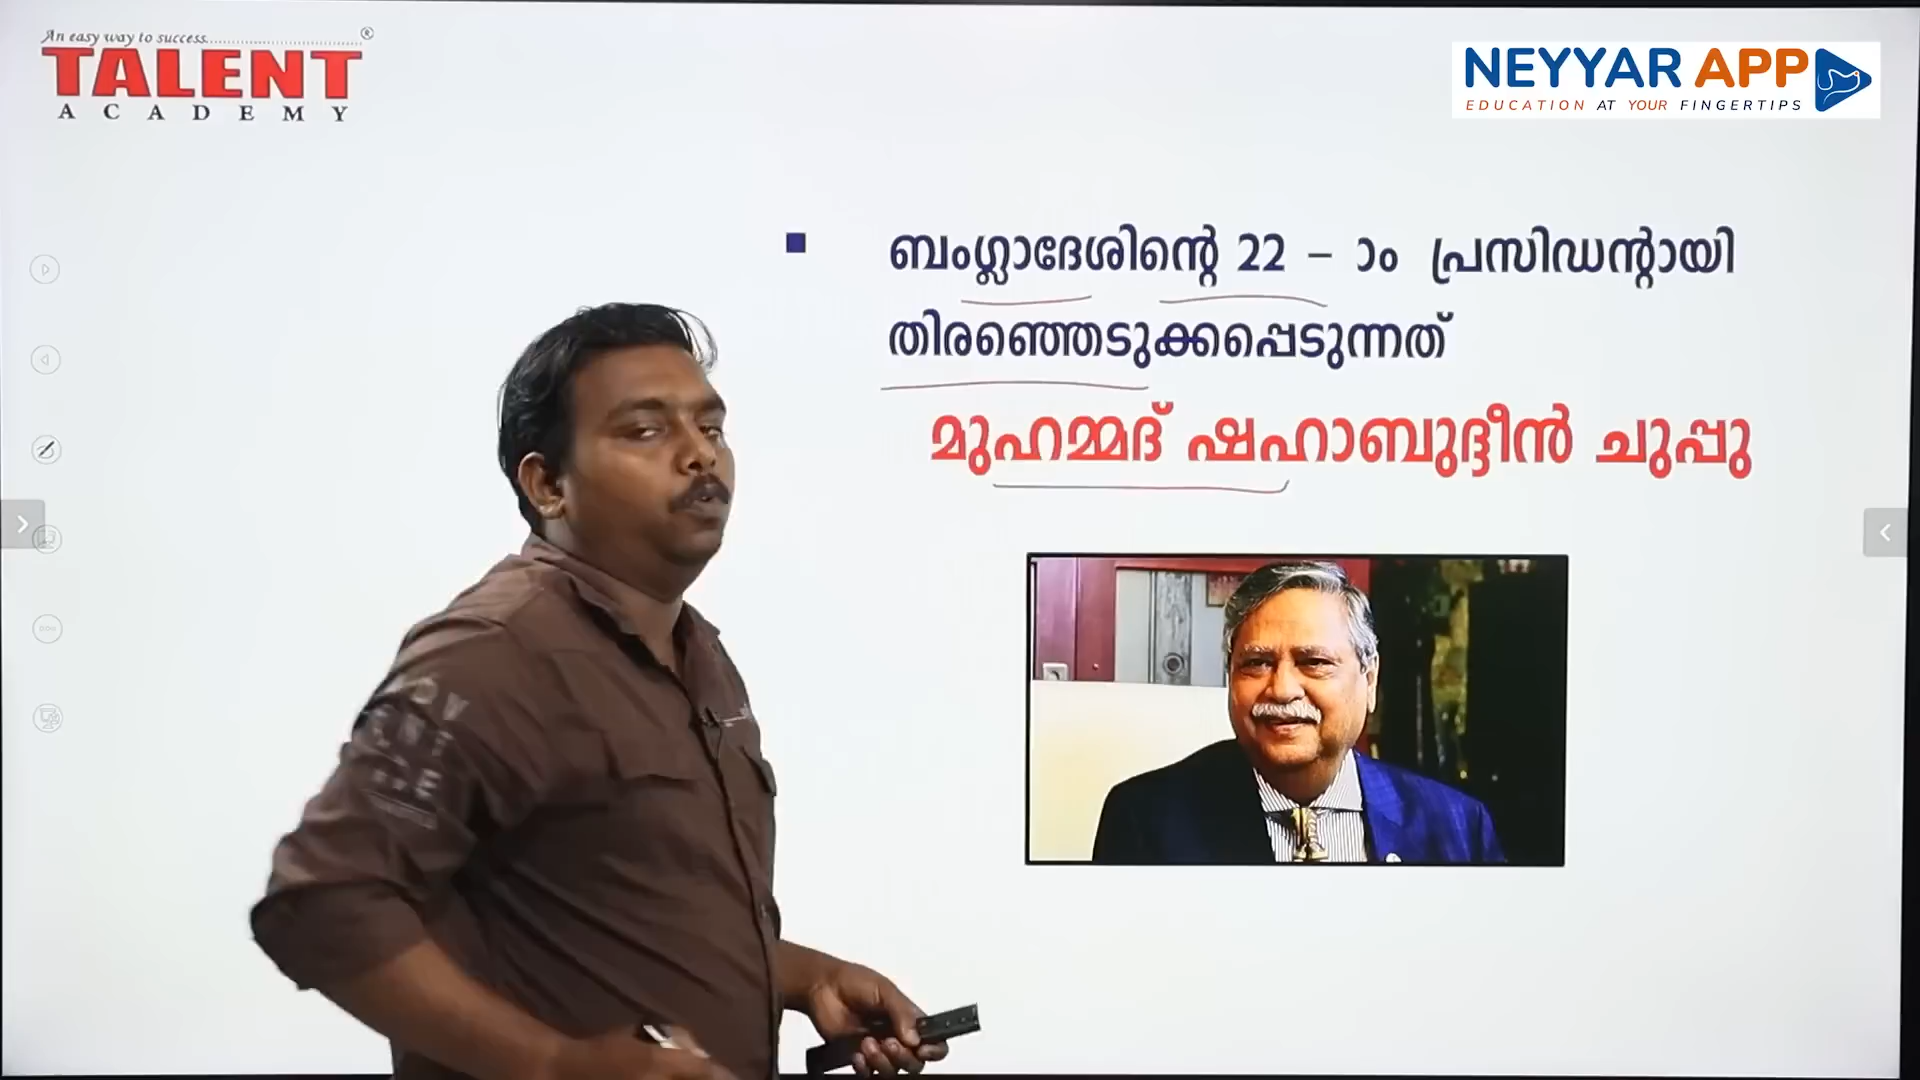 An easy way to success
TALENT
ACADEMY
NEYYAR APP
EDUCATION AT YOUR FINGERTIPS
ബംഗ്ലാദേശിന്റെ 22 – ാം പ്രസിഡന്റായി
തിരഞ്ഞെടുക്കപ്പെടുന്നത്
മുഹമ്മദ് ഷഹാബുദ്ദീൻ ചുപ്പു